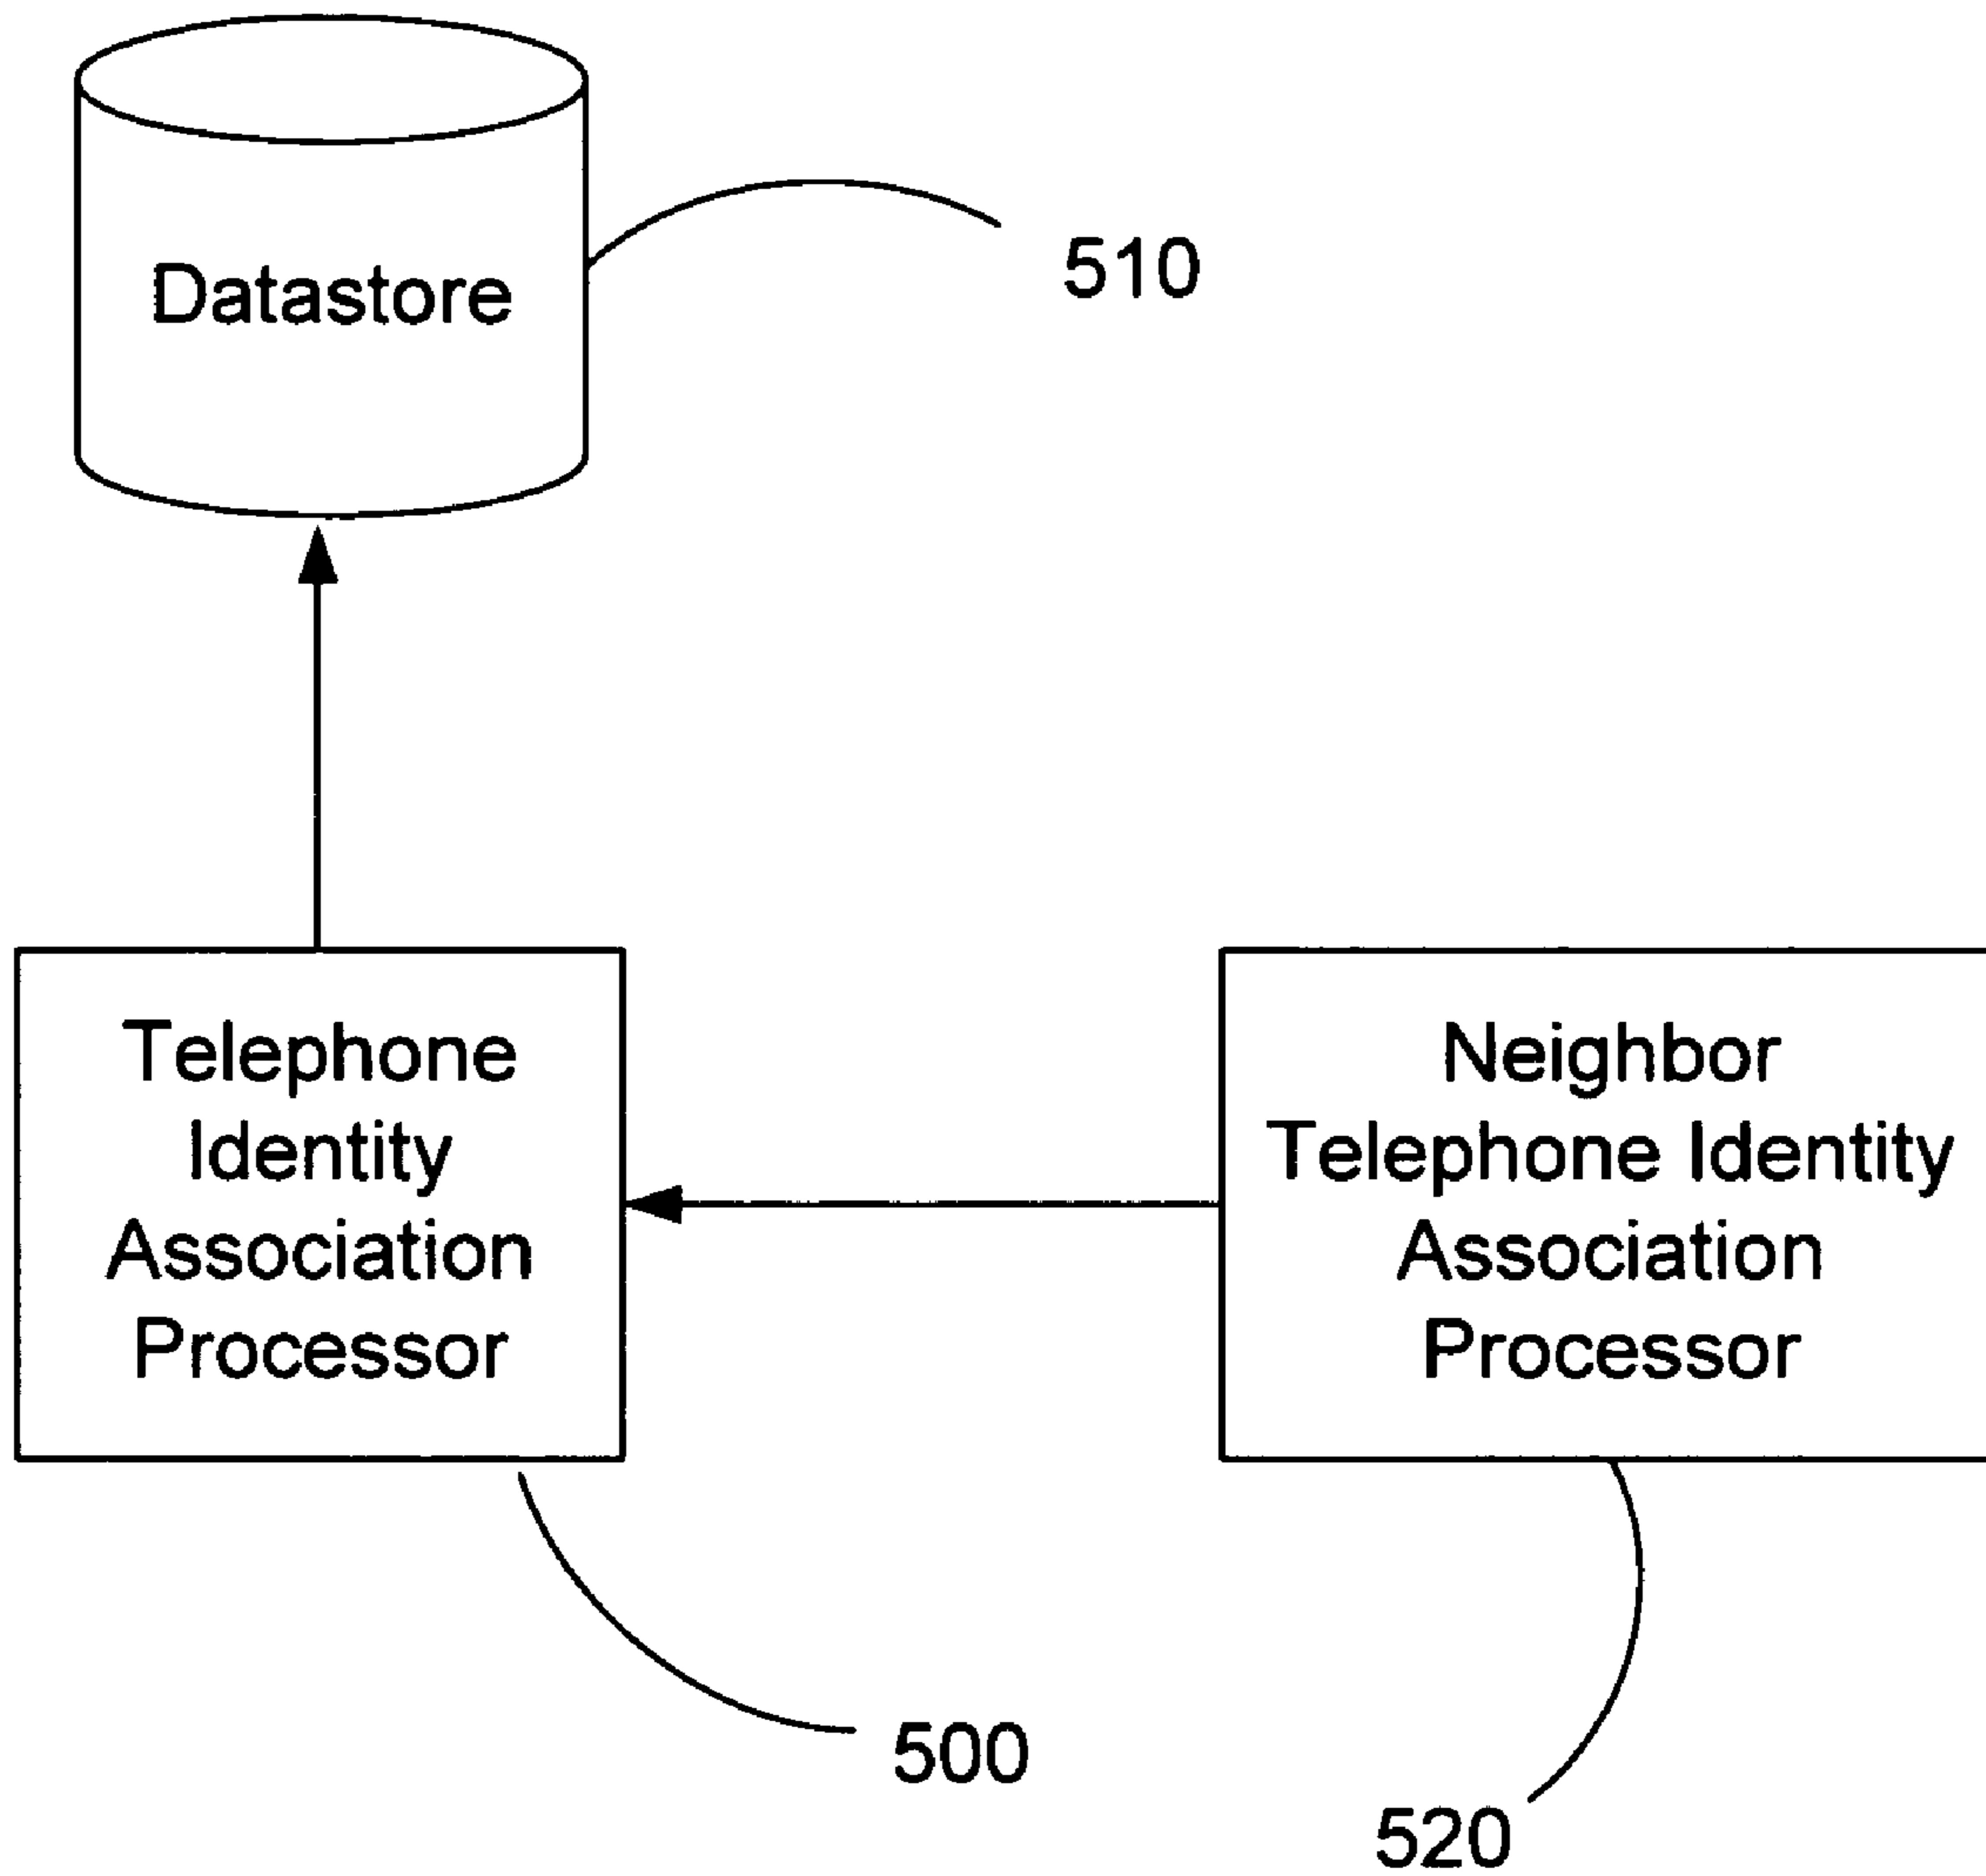 Datastore
510
Telephone
Identity
Association
Processor
Neighbor
Telephone Identity
Association
Processor
500
520